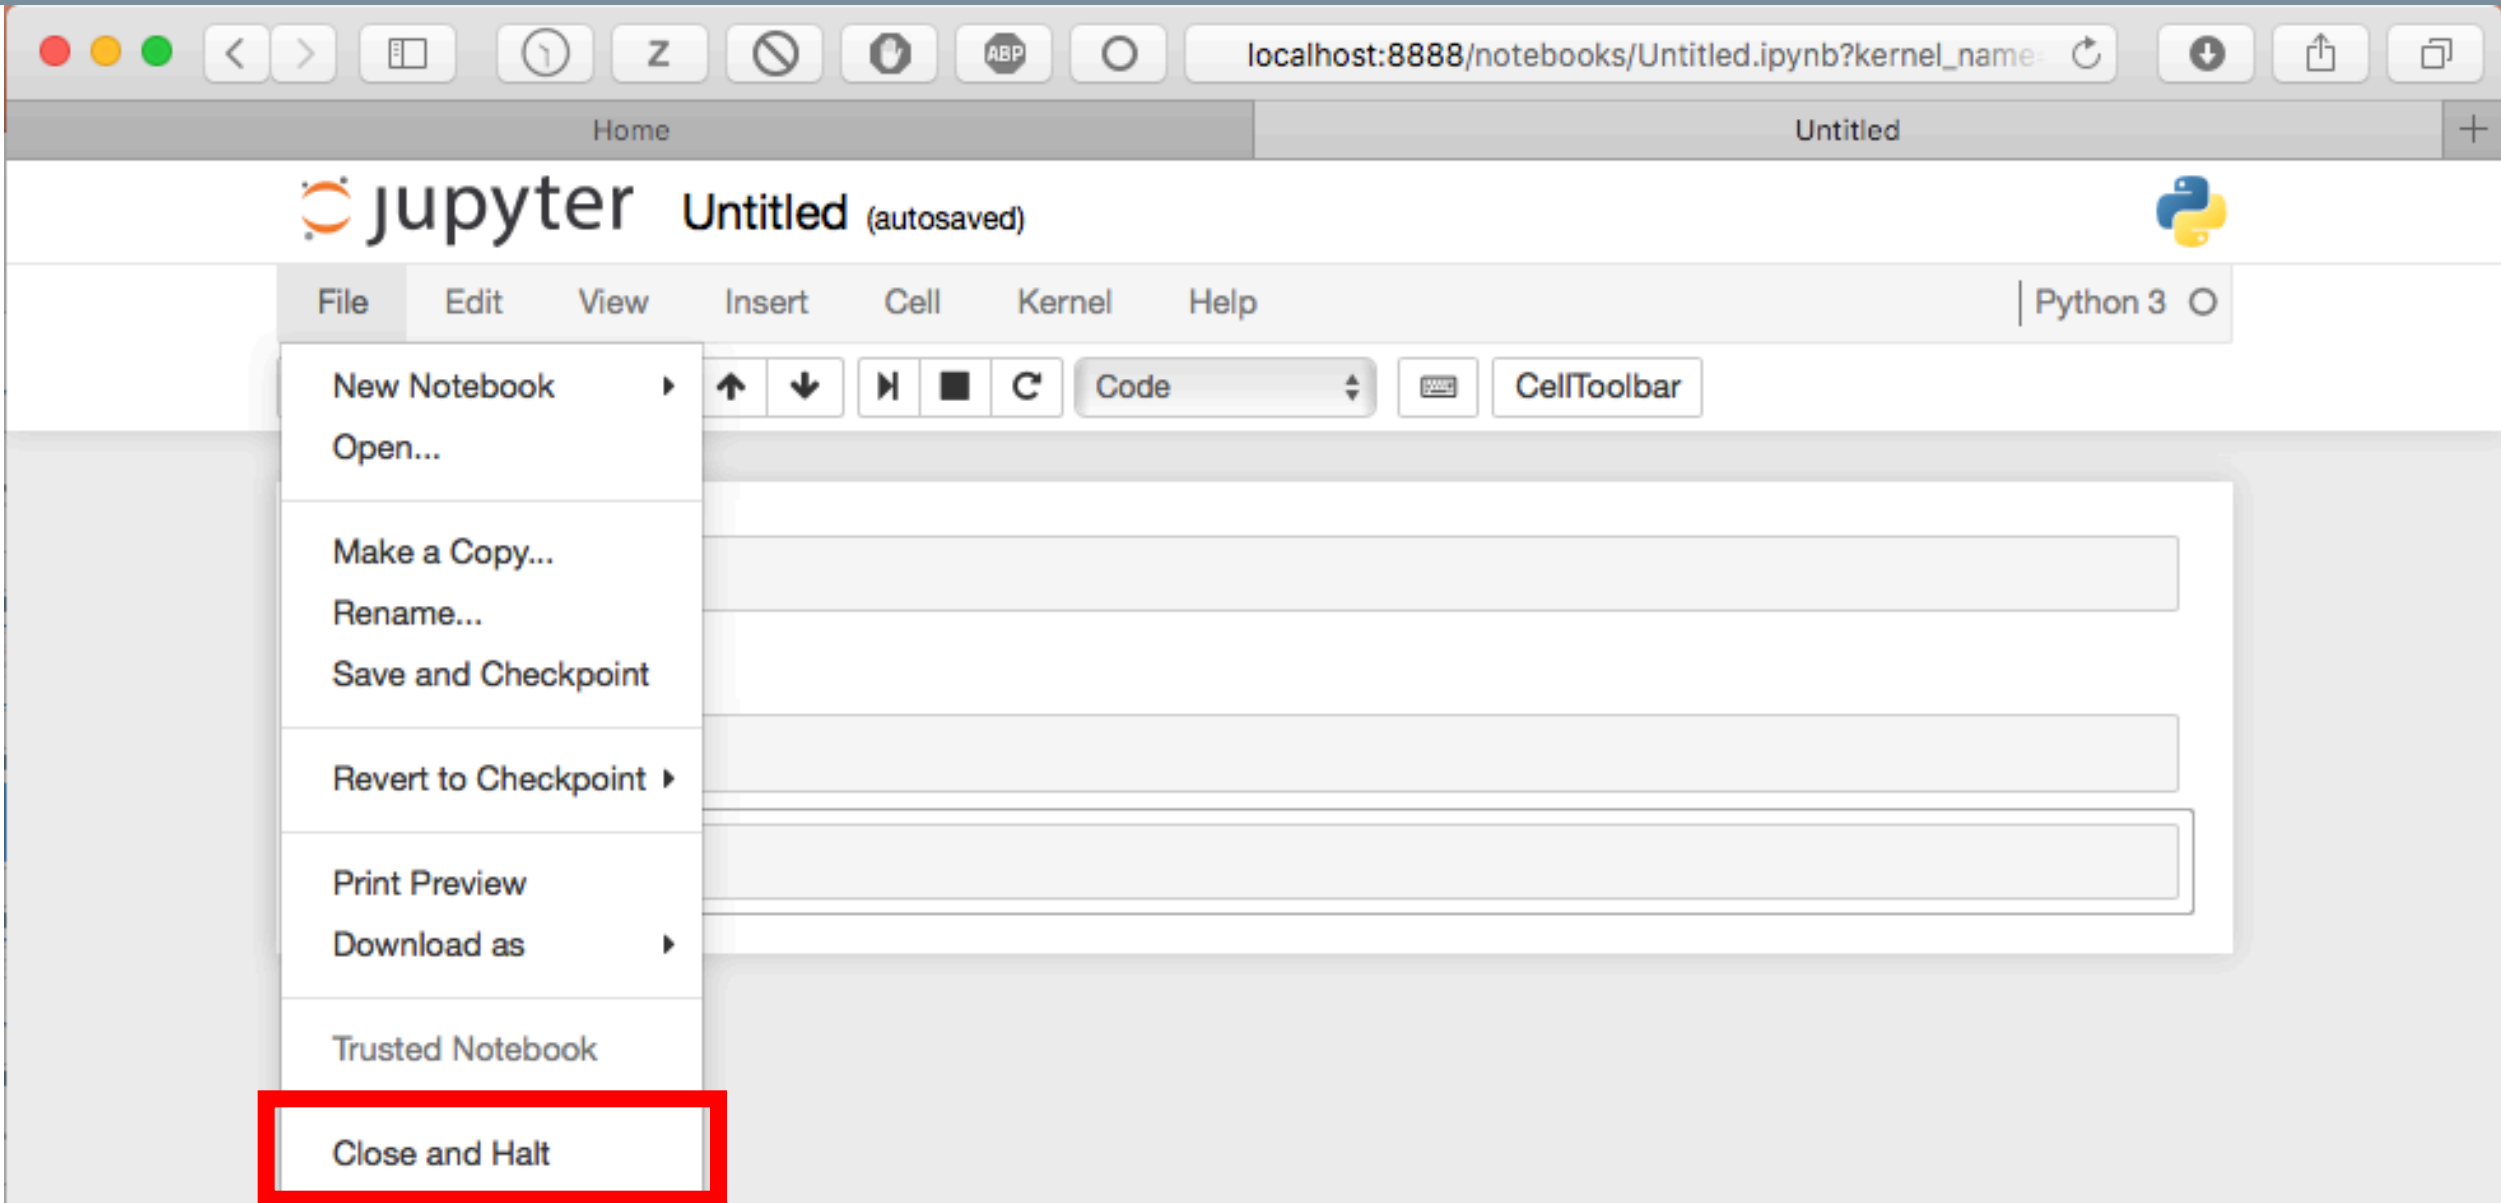 Z
ABP
localhost:8888/notebooks/Untitled.ipynb?kernel_name
Home
Untitled
jupyter Untitled (autosaved)
File Edit View Insert Cell Kernel Help
Python 3
New Notebook
Code
CellToolbar
Open...
Make a Copy...
Rename...
Save and Checkpoint
Revert to Checkpoint
Print Preview
Download as
Trusted Notebook
Close and Halt